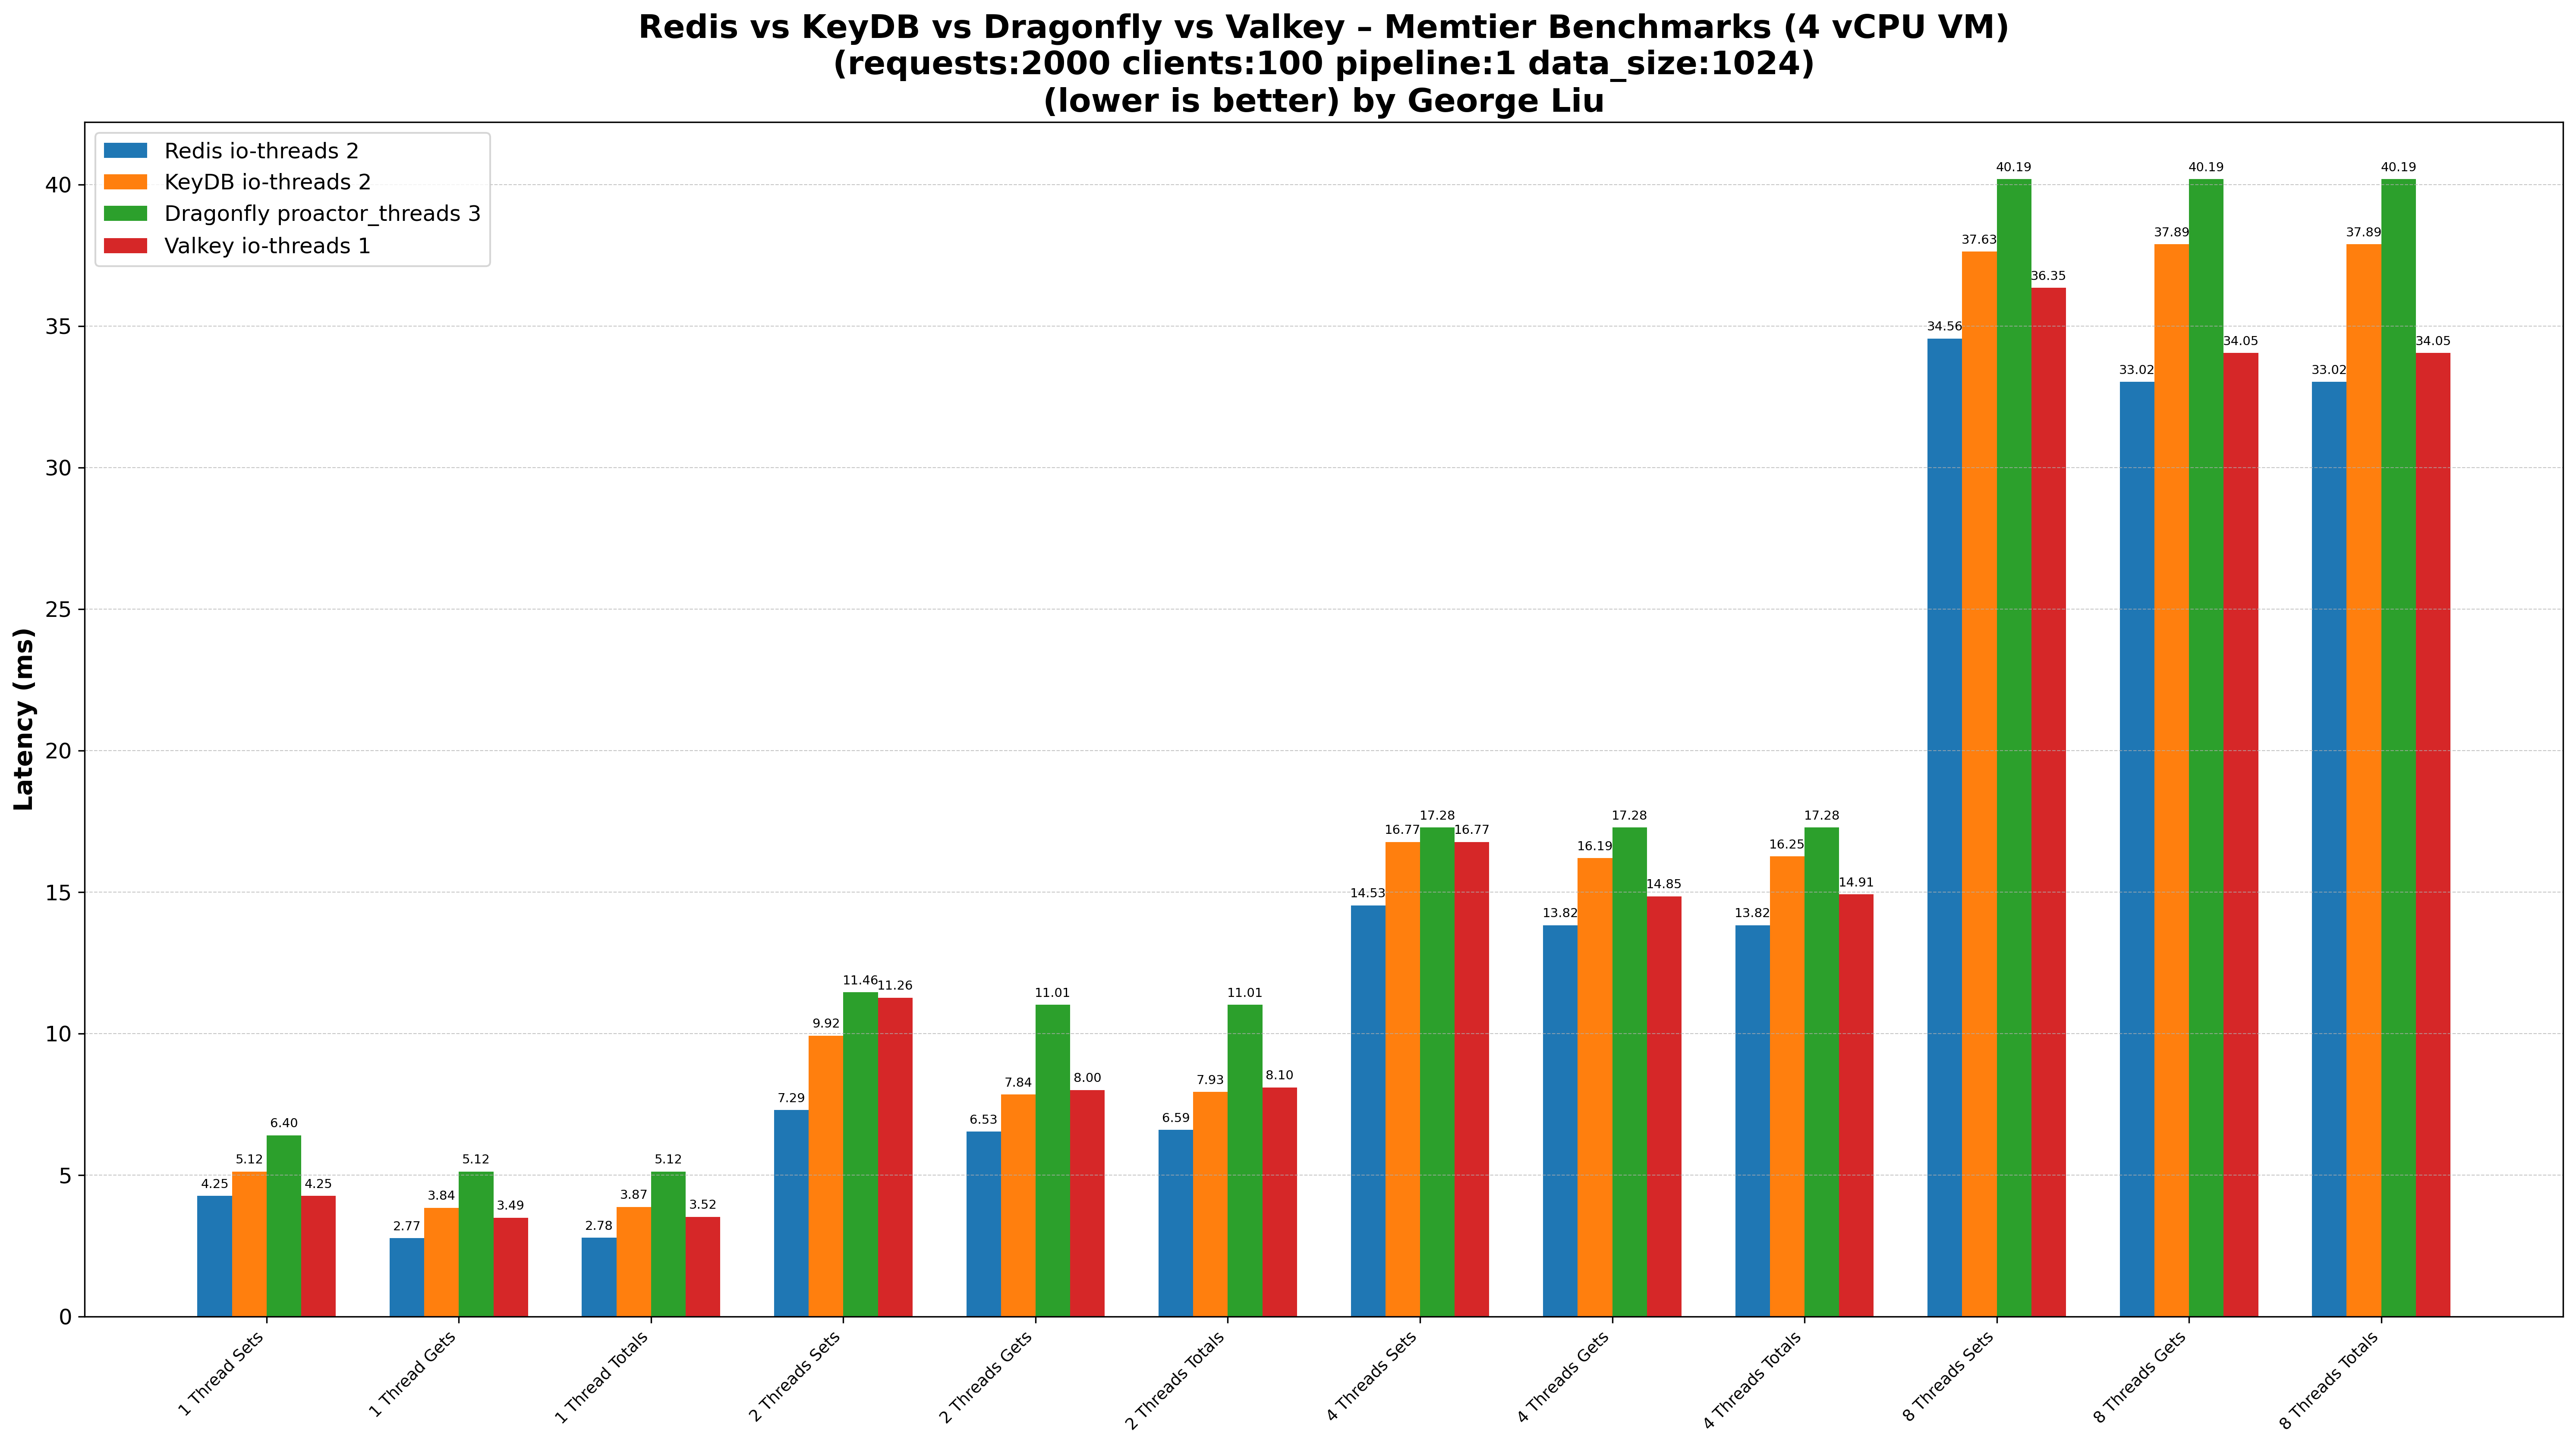 Redis vs KeyDB vs Dragonfly vs Valkey – Memtier Benchmarks (4 vCPU VM)
(requests:2000 clients:100 pipeline:1 data_size:1024)
(lower is better) by George Liu
Redis io-threads 2
KeyDB io-threads 2
Dragonfly proactor_threads 3
Valkey io-threads 1
Latency (ms)
40
35
30
25
20
15
10
5
0
4.25 5.12 6.40 4.25
2.77 3.84 5.12 3.49
2.78 3.87 5.12 3.52
7.29 9.92 11.46 11.26
6.53 7.84 11.01 8.00
6.59 7.93 11.01 8.10
14.53 16.77 17.28 16.77
13.82 16.19 17.28 14.85
13.82 16.25 17.28 14.91
34.56 37.63 40.19 36.35
33.02 37.89 40.19 34.05
33.02 37.89 40.19 34.05
1 Thread Sets
1 Thread Gets
1 Thread Totals
2 Threads Sets
2 Threads Gets
2 Threads Totals
4 Threads Sets
4 Threads Gets
4 Threads Totals
8 Threads Sets
8 Threads Gets
8 Threads Totals